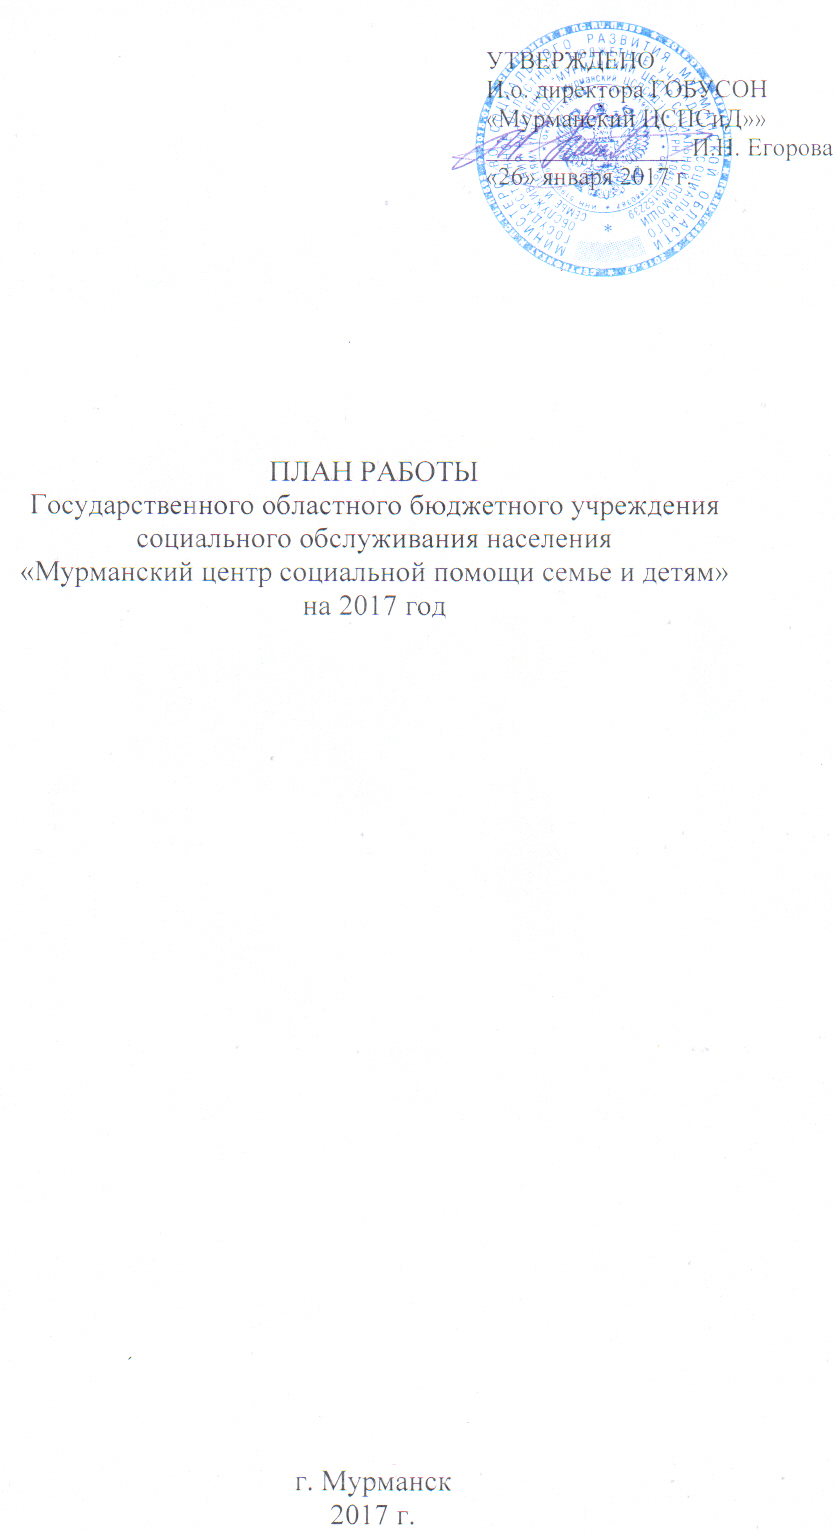 УТВЕРЖДЕНО
И.о. директора ГОБУСОН
«Мурманский ЦСПСиД»»
И.Н. Егорова
«26» января 2017 г.
ПЛАН РАБОТЫ
Государственного областного бюджетного учреждения
социального обслуживания населения
«Мурманский центр социальной помощи семье и детям»
на 2017 год
г. Мурманск
2017 г.